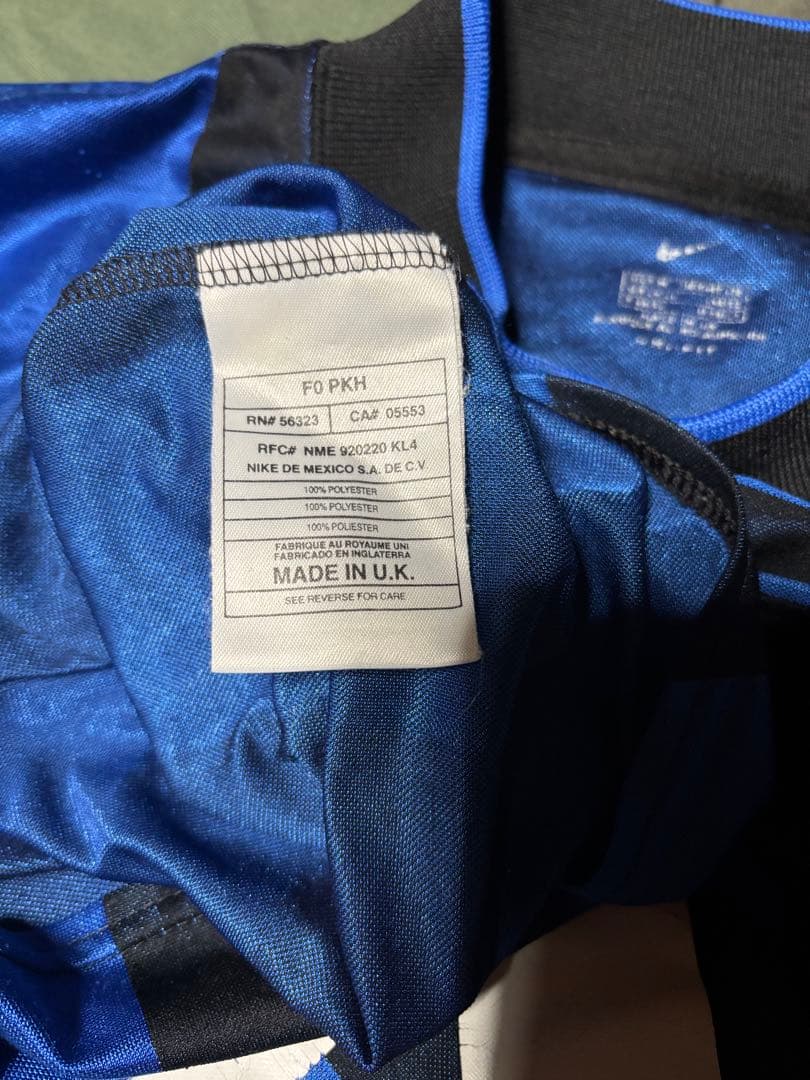 F0 PKH
RN# 56323 CA# 05553
RFC# NME 920220 KL4
NIKE DE MEXICO S.A. DE C.V.
100% POLYESTER
100% POLYESTER
100% POLIESTER
FABRIQUE AU ROYAUME UNI
FABRICADO EN INGLATERRA
MADE IN U.K.
SEE REVERSE FOR CARE